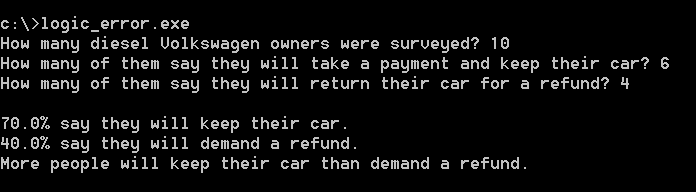 c:\>logic_error.exe
How many diesel Volkswagen owners were surveyed? 10
How many of them say they will take a payment and keep their car? 6
How many of them say they will return their car for a refund? 4
70.0% say they will keep their car.
40.0% say they will demand a refund.
More people will keep their car than demand a refund.